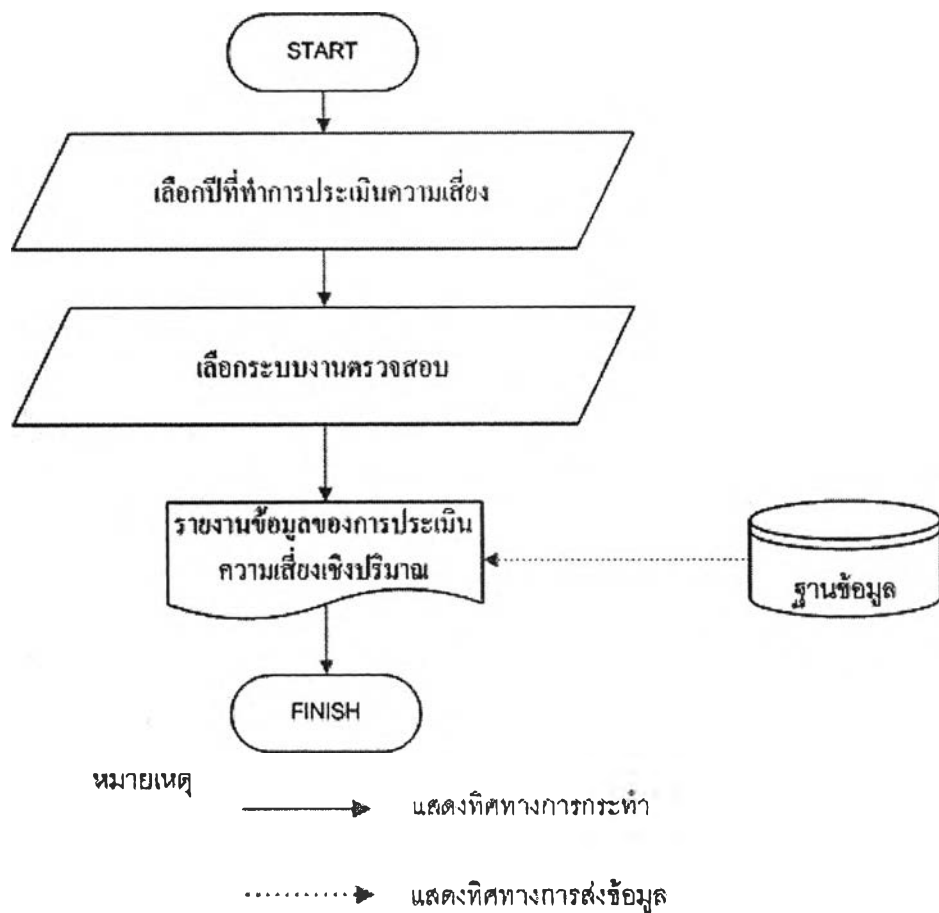 START
เลือกปีที่ทำการประเมินความเสี่ยง
เลือกระบบงานตรวจสอบ
รายงานข้อมูลของการประเมิน
ความเสี่ยงเชิงปริมาณ
ฐานข้อมูล
FINISH
หมายเหตุ
แสดงทิศทางการกระทำ
แสดงทิศทางการส่งข้อมูล